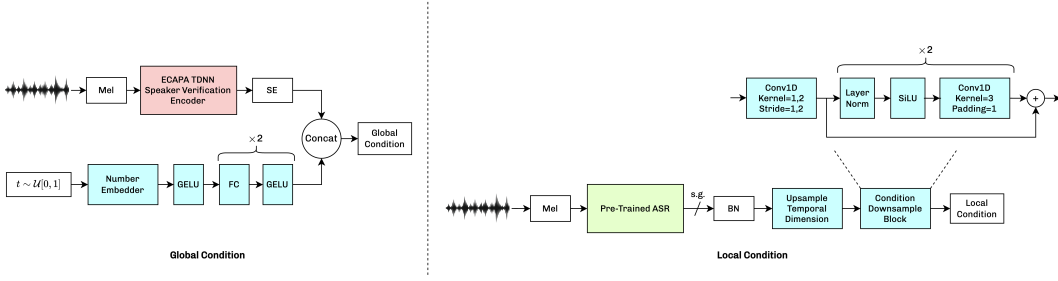 Mel
ECAPA TDNN
Speaker Verification
Encoder
SE
Concat
Global
Condition
t ~ 𝒰[0, 1]
Number
Embedder
GELU
×2
FC
GELU
Global Condition
×2
Conv1D
Kernel=1,2
Stride=1,2
Layer
Norm
SiLU
Conv1D
Kernel=3
Padding=1
+
Mel
Pre-Trained ASR
s.g.
BN
Upsample
Temporal
Dimension
Condition
Downsample
Block
Local
Condition
Local Condition